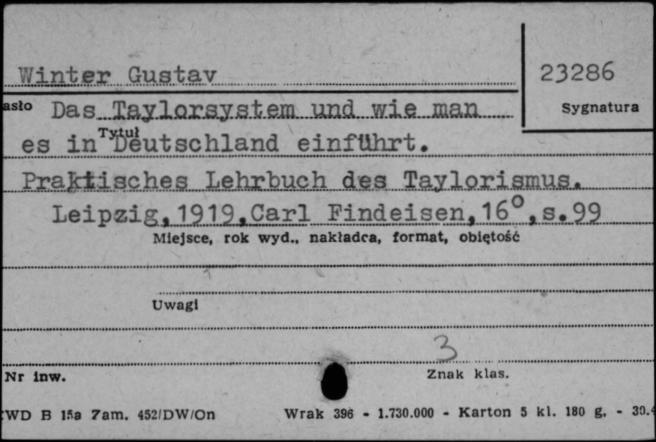 Winter Gustav
23286
asło Das Taylorsystem und wie man
Sygnatura
Tytuł
es in Deutschland einführt.
Praktisches Lehrbuch des Taylorismus.
Leipzig,1919,Carl Findeisen,16°,s.99
Miejsce, rok wyd., nakładca, format, objętość
Uwagi
3
Nr inw.
Znak klas.
CWD B 15a Zam. 452/DW/On Wrak 396 - 1.730.000 - Karton 5 kl. 180 g. - 30.4